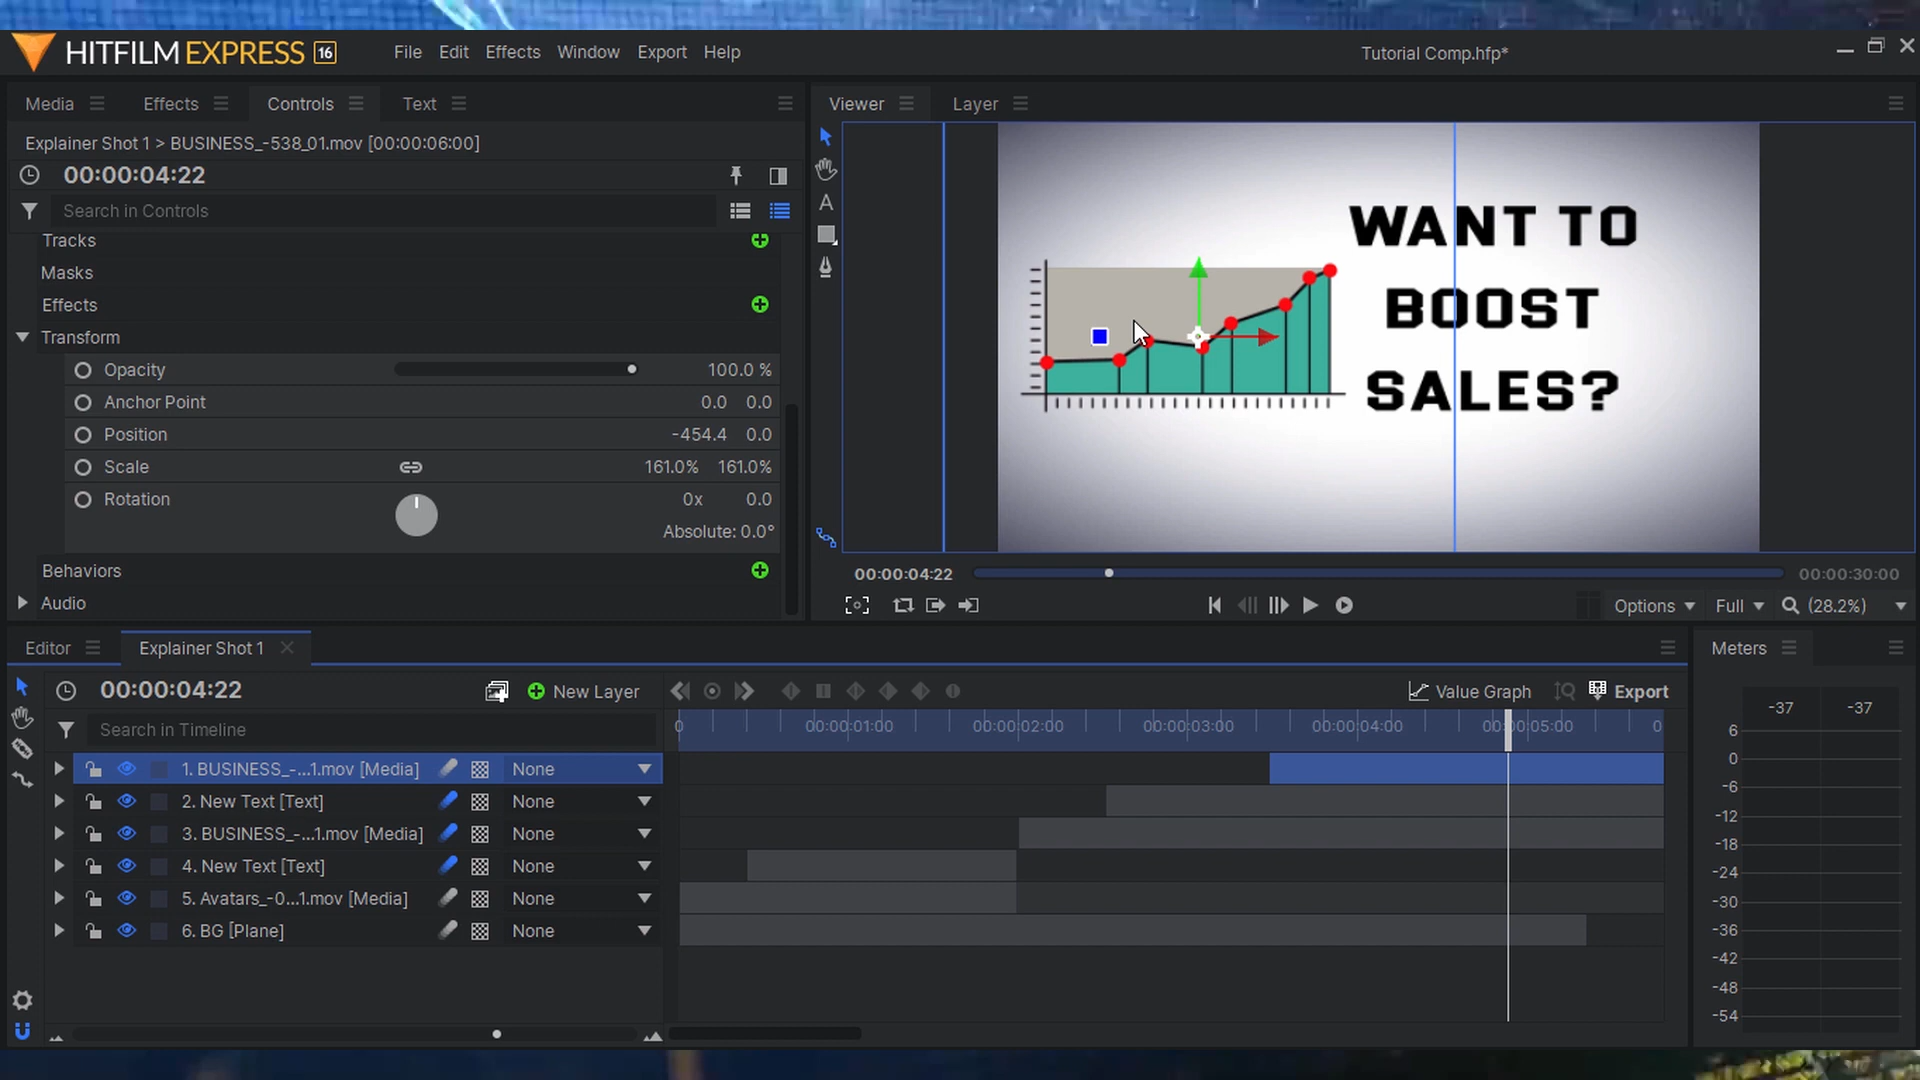 HITFILM EXPRESS 16
File Edit Effects Window Export Help
Tutorial Comp.hfp*
Media Effects Controls Text
Explainer Shot 1 > BUSINESS_-538_01.mov [00:00:06:00]
00:00:04:22
Search in Controls
Tracks
Masks
Effects
Transform
Opacity 100.0 %
Anchor Point 0.0 0.0
Position -454.4 0.0
Scale 161.0% 161.0%
Rotation 0x 0.0
Absolute: 0.0°
Behaviors
Audio
Viewer Layer
A
WANT TO
BOOST
SALES?
00:00:04:22 00:00:30:00
Options Full (28.2%)
Editor Explainer Shot 1
00:00:04:22 New Layer
Value Graph Export
Search in Timeline
0 00:00:01:00 00:00:02:00 00:00:03:00 00:00:04:00 00:00:05:00 0
1. BUSINESS_-...1.mov [Media] None
2. New Text [Text] None
3. BUSINESS_-...1.mov [Media] None
4. New Text [Text] None
5. Avatars_-0...1.mov [Media] None
6. BG [Plane] None
Meters
-37 -37
6
0
-6
-12
-18
-24
-30
-36
-42
-48
-54